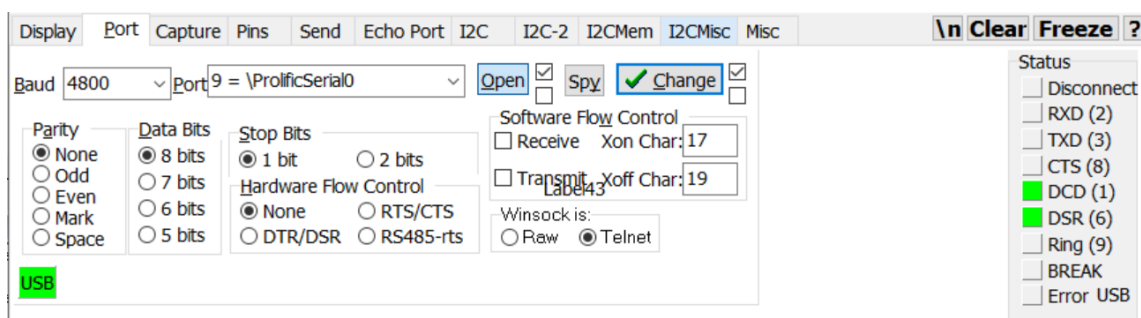 Display Port Capture Pins Send Echo Port I2C I2C-2 I2CMem I2CMisc Misc \n Clear Freeze ?
Baud 4800 Port 9 = \ProlificSerial0 Open Spy Change
Parity
None
Odd
Even
Mark
Space
Data Bits
8 bits
7 bits
6 bits
5 bits
Stop Bits
1 bit 2 bits
Hardware Flow Control
None RTS/CTS
DTR/DSR RS485-rts
Software Flow Control
Receive Xon Char: 17
Transmit Xoff Char: 19
Label43
Winsock is:
Raw Telnet
USB
Status
Disconnect
RXD (2)
TXD (3)
CTS (8)
DCD (1)
DSR (6)
Ring (9)
BREAK
Error USB